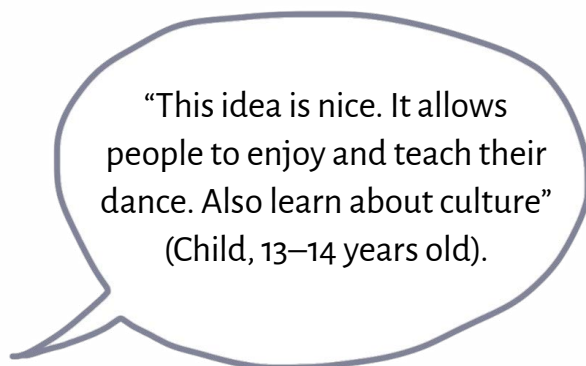 “This idea is nice. It allows
people to enjoy and teach their
dance. Also learn about culture”
(Child, 13–14 years old).